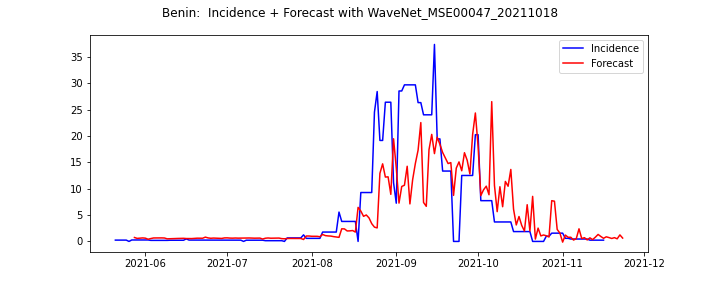 Benin:  Incidence + Forecast with WaveNet_MSE00047_20211018
Incidence
Forecast
35
30
25
20
15
10
5
0
2021-06 2021-07 2021-08 2021-09 2021-10 2021-11 2021-12